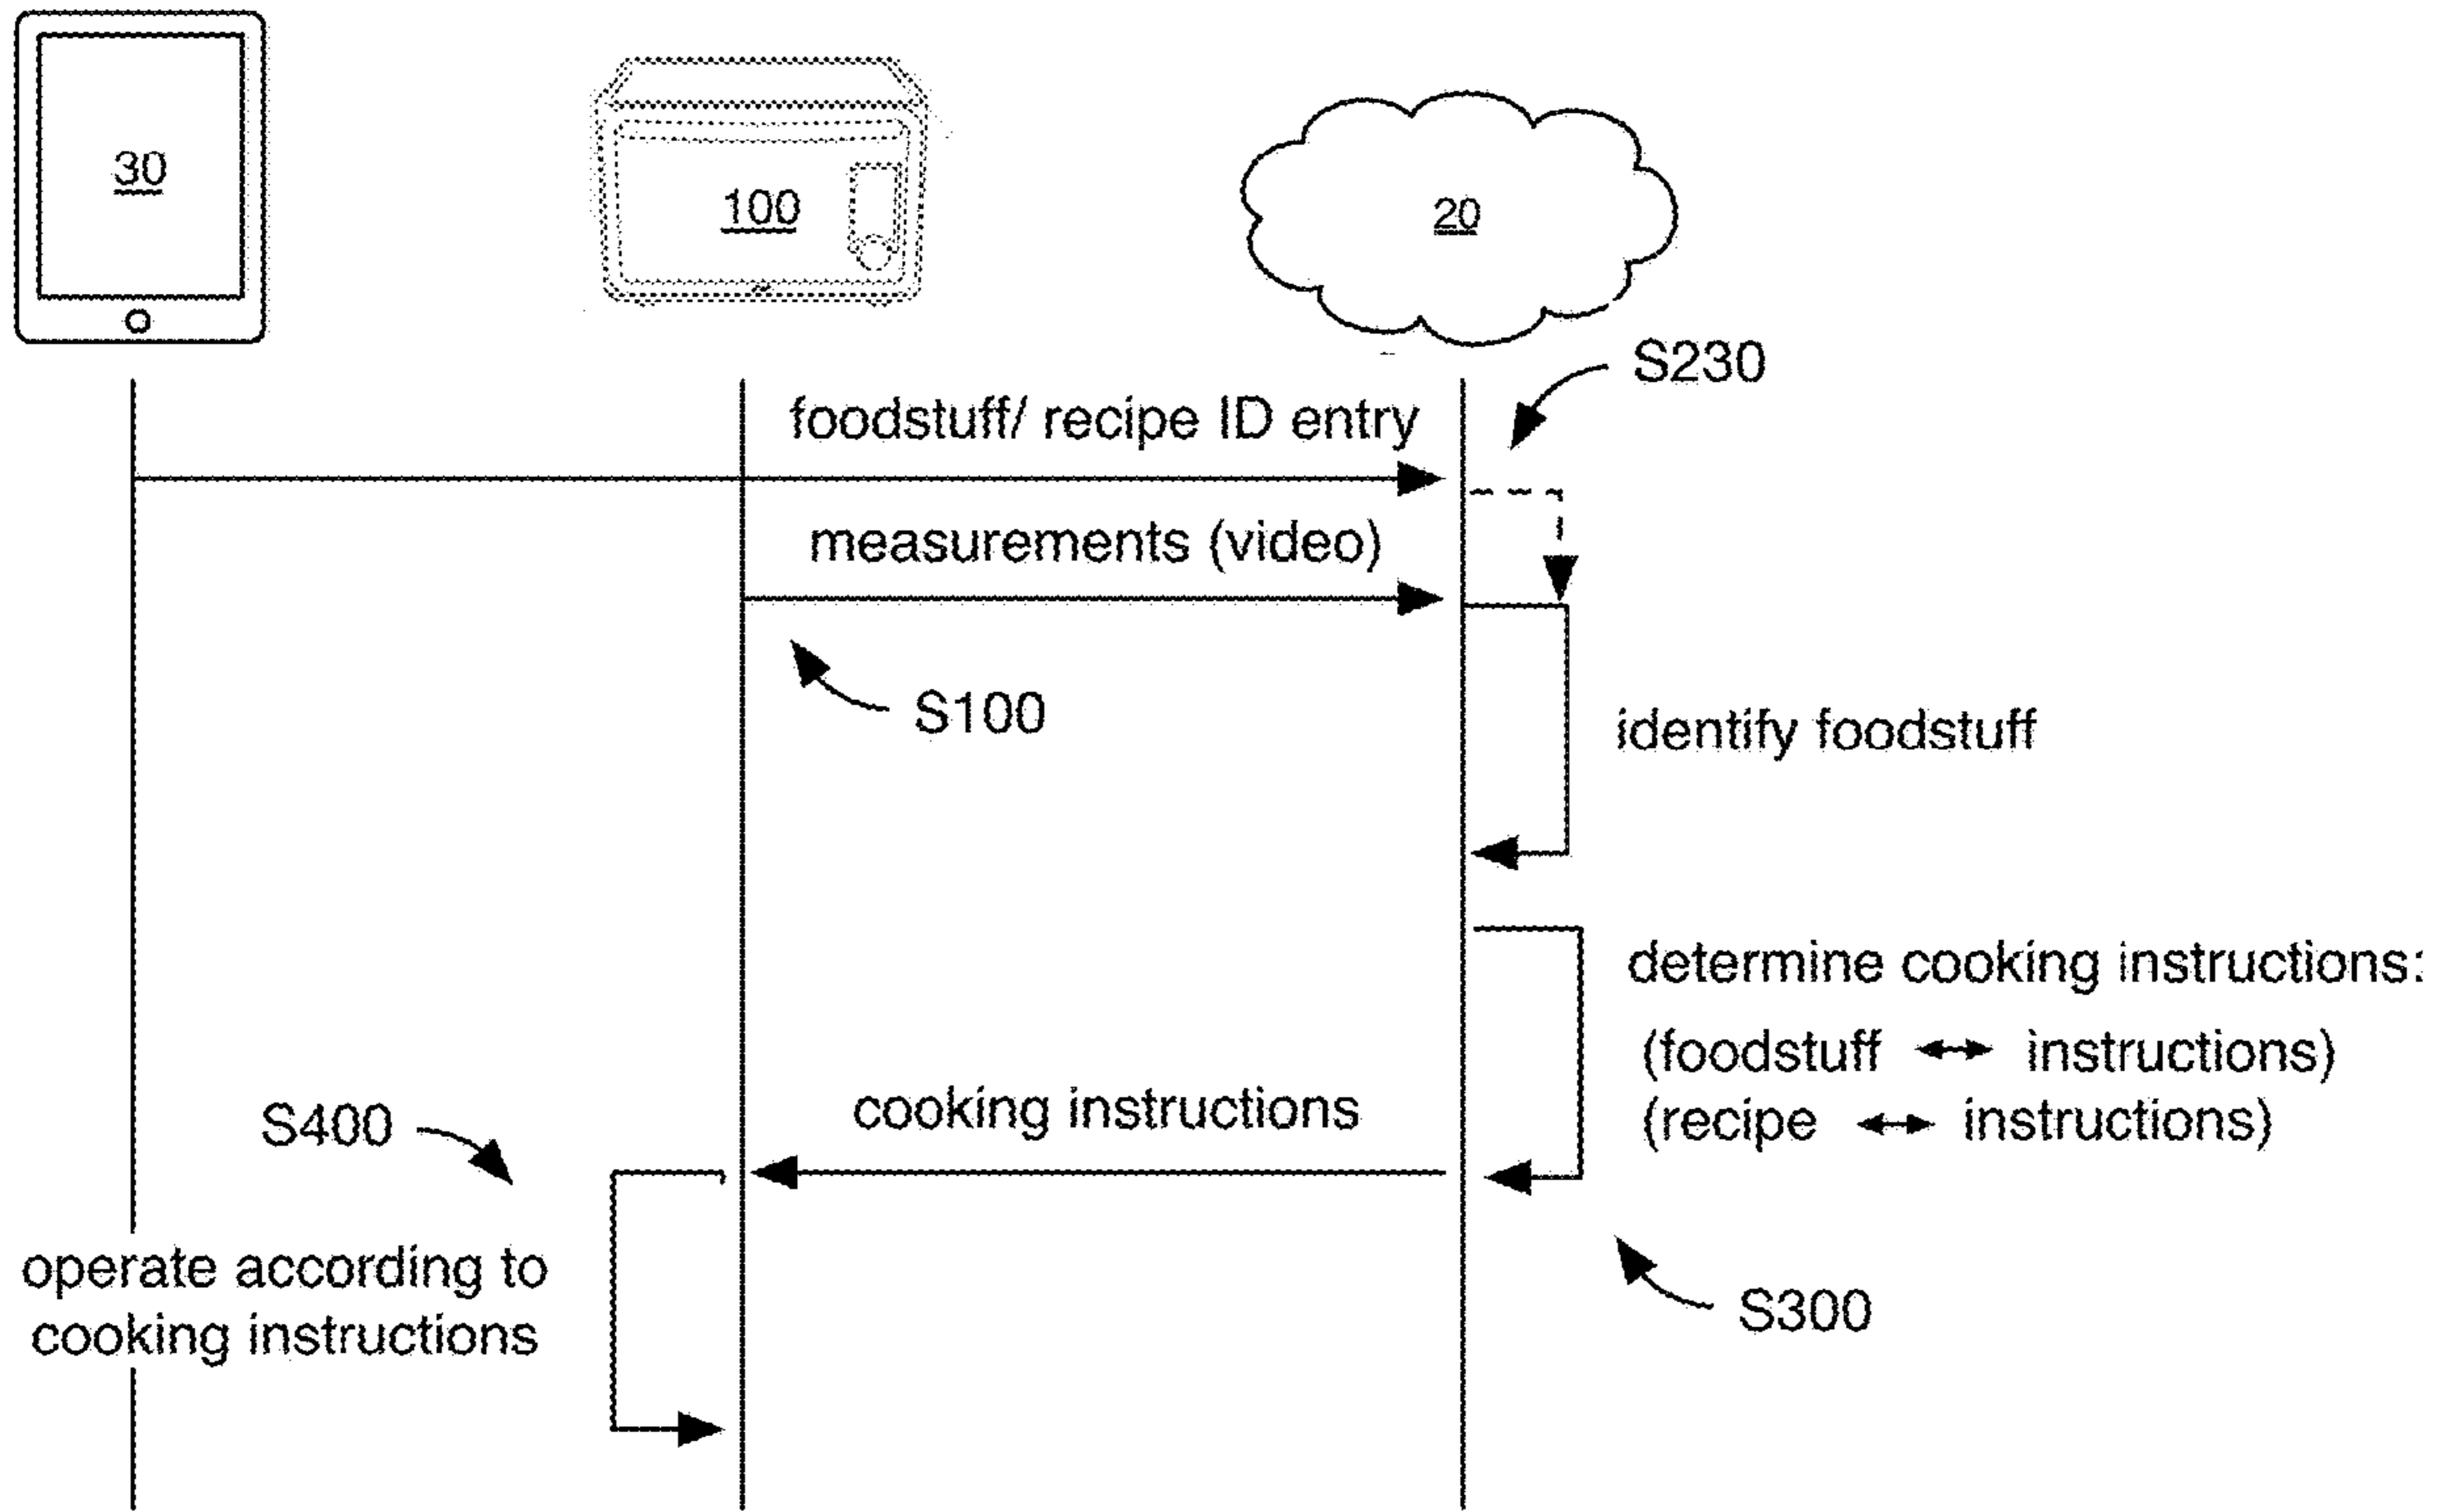 30
100
20
S230
foodstuff/ recipe ID entry
measurements (video)
S100
identify foodstuff
determine cooking instructions:
(foodstuff ↔ instructions)
(recipe ↔ instructions)
cooking instructions
S400
operate according to
cooking instructions
S300